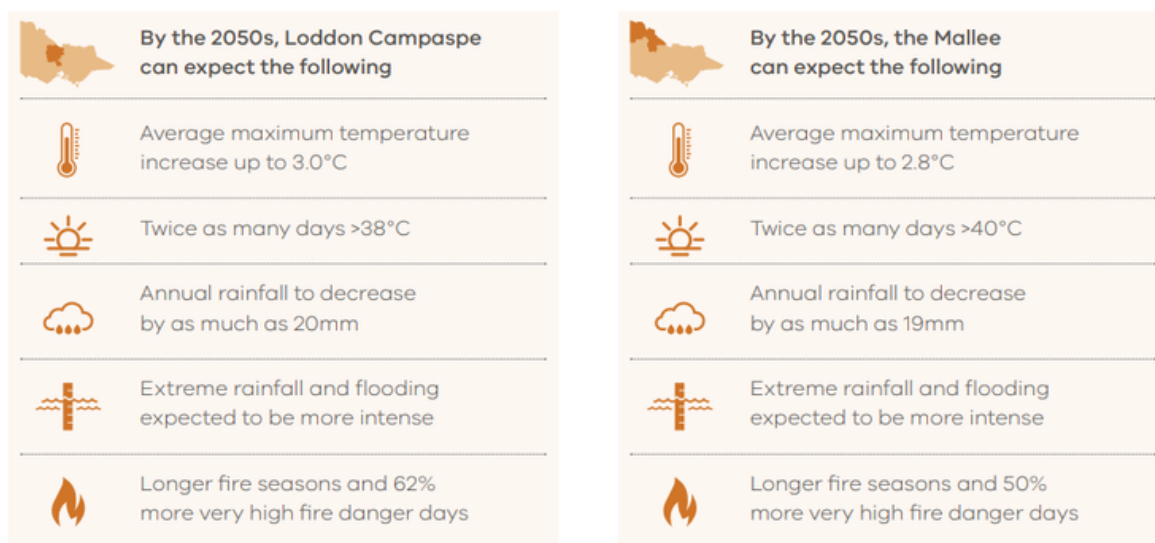 By the 2050s, Loddon Campaspe
can expect the following
Average maximum temperature
increase up to 3.0°C
Twice as many days >38°C
Annual rainfall to decrease
by as much as 20mm
Extreme rainfall and flooding
expected to be more intense
Longer fire seasons and 62%
more very high fire danger days
By the 2050s, the Mallee
can expect the following
Average maximum temperature
increase up to 2.8°C
Twice as many days >40°C
Annual rainfall to decrease
by as much as 19mm
Extreme rainfall and flooding
expected to be more intense
Longer fire seasons and 50%
more very high fire danger days